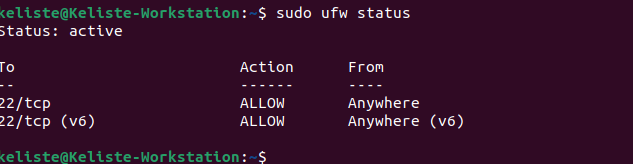 keliste@Keliste-Workstation:~$ sudo ufw status
Status: active

To                         Action      From
--                         ------      ----
22/tcp                     ALLOW       Anywhere
22/tcp (v6)                ALLOW       Anywhere (v6)

keliste@Keliste-Workstation:~$